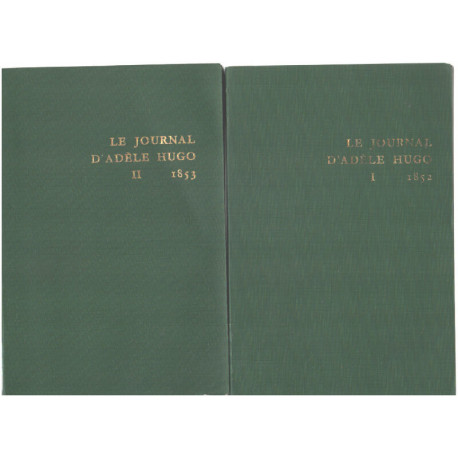 LE JOURNAL
D'ADÈLE HUGO
II 1853
LE JOURNAL
D'ADÈLE HUGO
I 1852